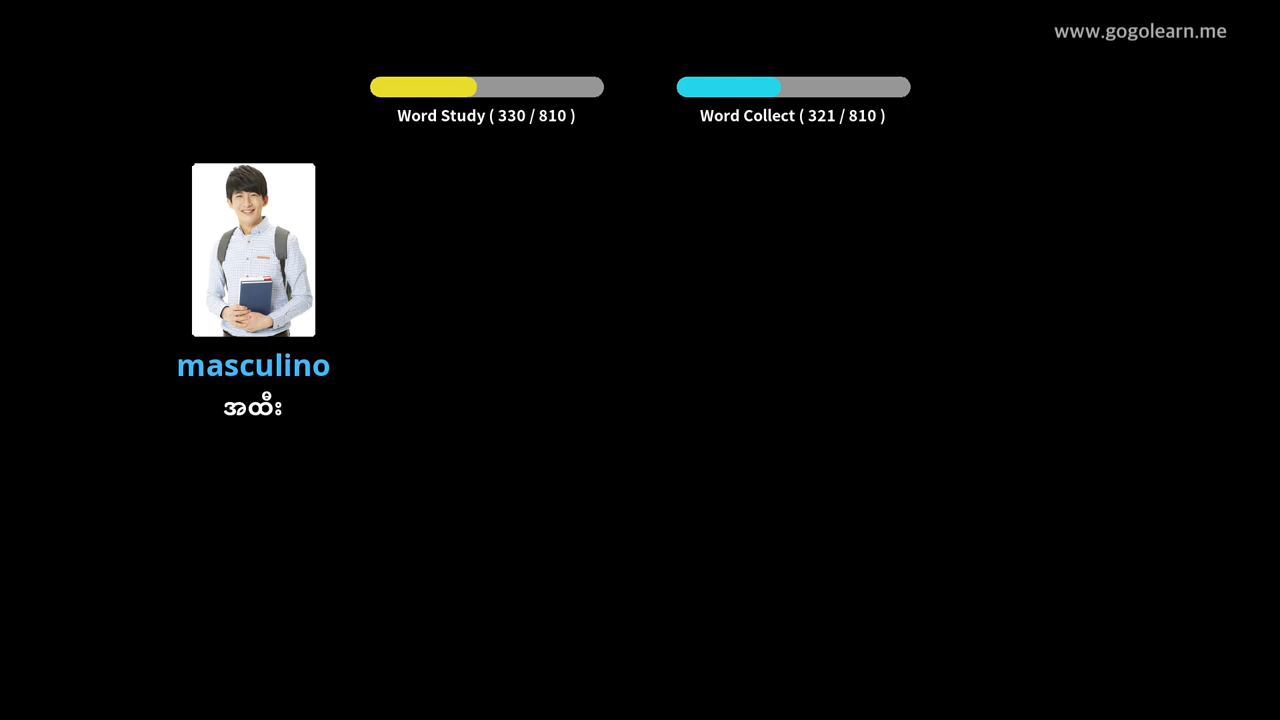 www.gogolearn.me
Word Study ( 330 / 810 )
Word Collect ( 321 / 810 )
masculino
အထီး